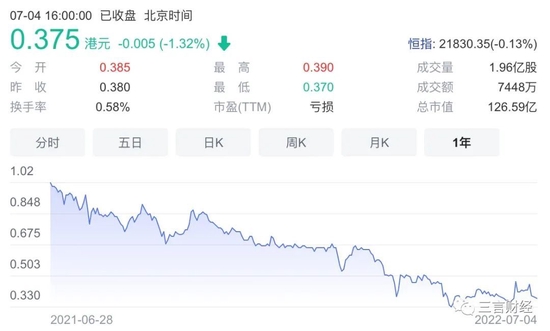 07-04 16:00:00 已收盘 北京时间
0.375 港元 -0.005 (-1.32%) 恒指: 21830.35(-0.13%)
今开 0.385 最高 0.390 成交量 1.96亿股
昨收 0.380 最低 0.370 成交额 7448万
换手率 0.58% 市盈(TTM) 亏损 总市值 126.59亿
分时 五日 日K 周K 月K 1年
1.02
0.848
0.675
0.503
0.330
2021-06-28 2022-07-04
三言财经